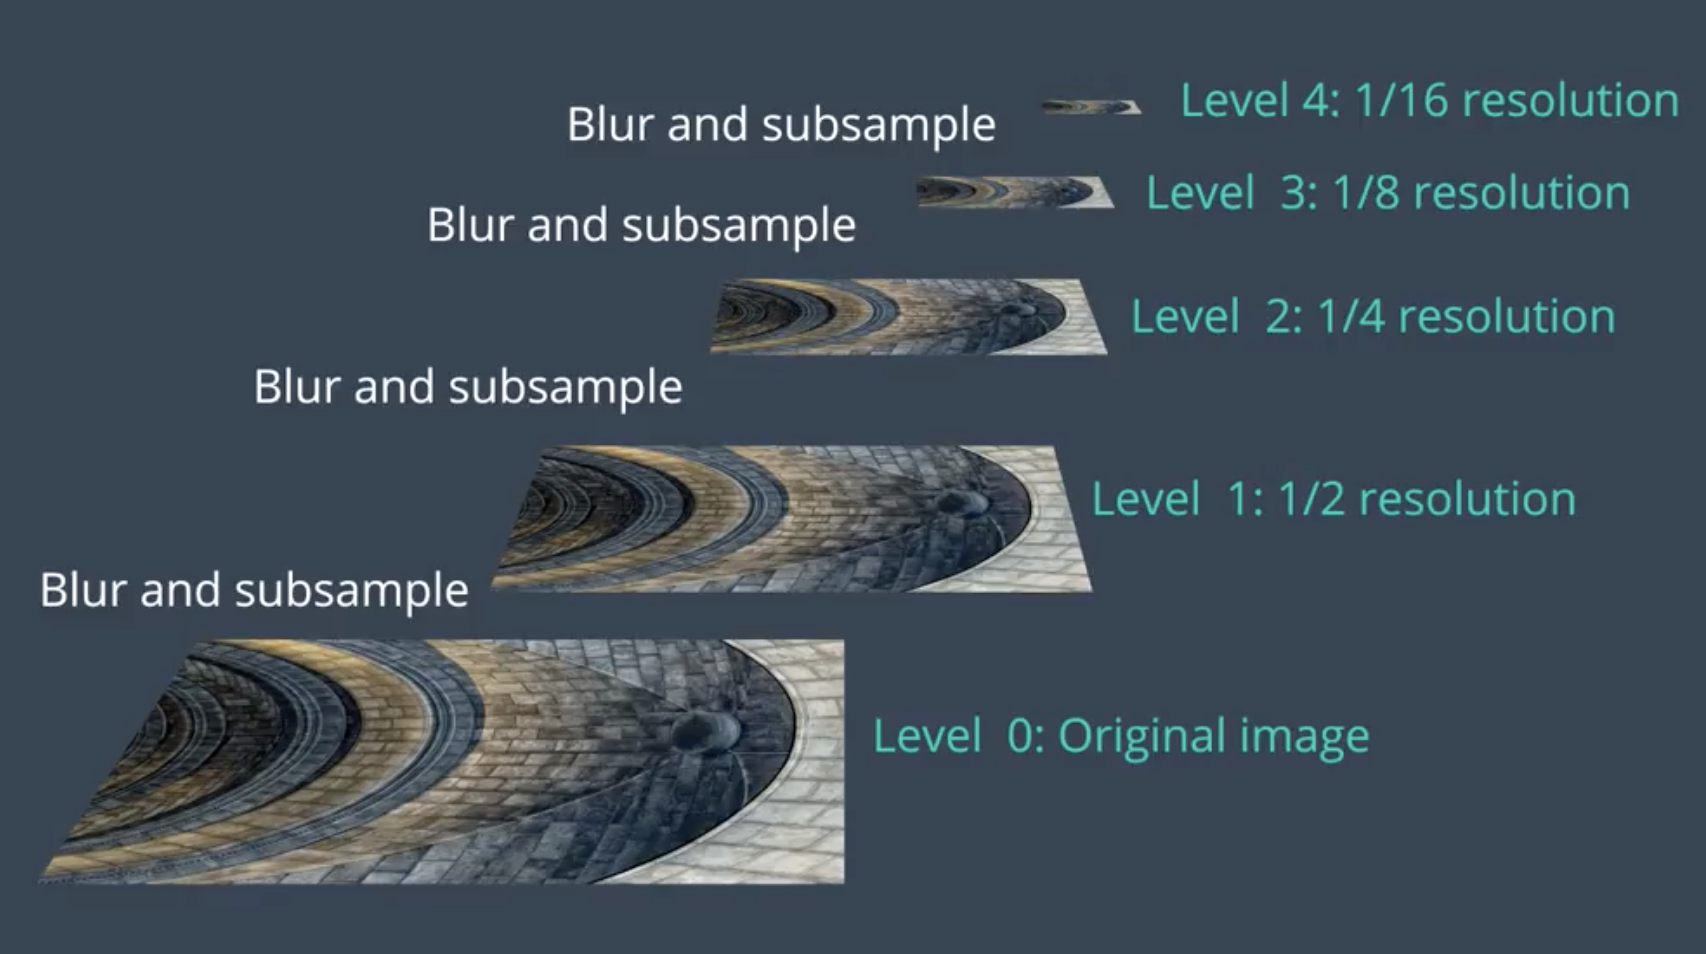 Level 4: 1/16 resolution
Blur and subsample
Level 3: 1/8 resolution
Blur and subsample
Level 2: 1/4 resolution
Blur and subsample
Level 1: 1/2 resolution
Blur and subsample
Level 0: Original image